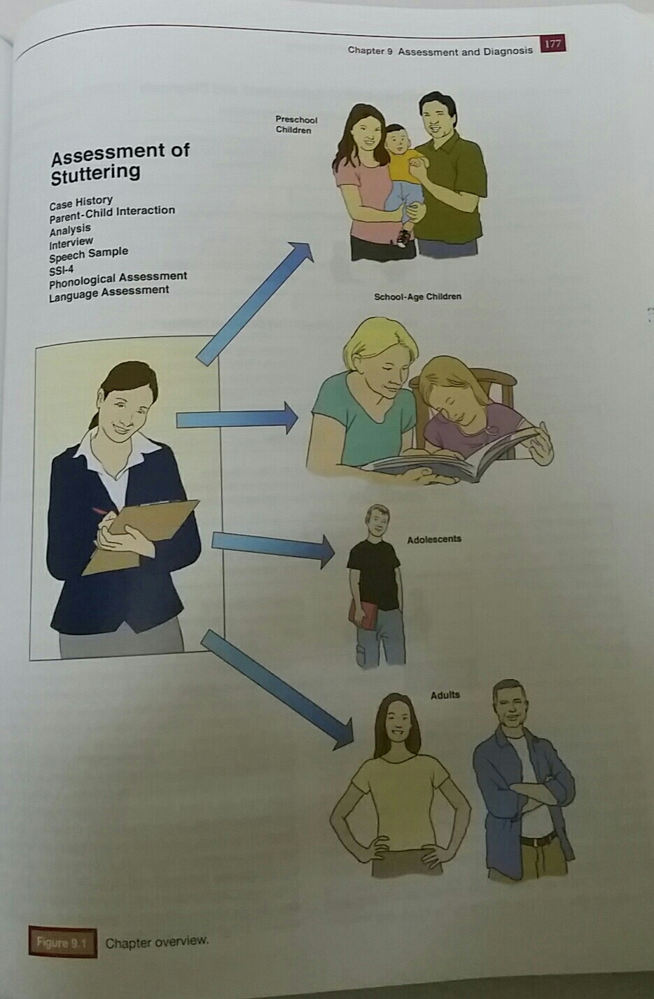 Chapter 9 Assessment and Diagnosis 177
Preschool
Children
Assessment of
Stuttering
Case History
Parent-Child Interaction
Analysis
Interview
Speech Sample
SSI-4
Phonological Assessment
Language Assessment
School-Age Children
Adolescents
Adults
Figure 9.1 Chapter overview.